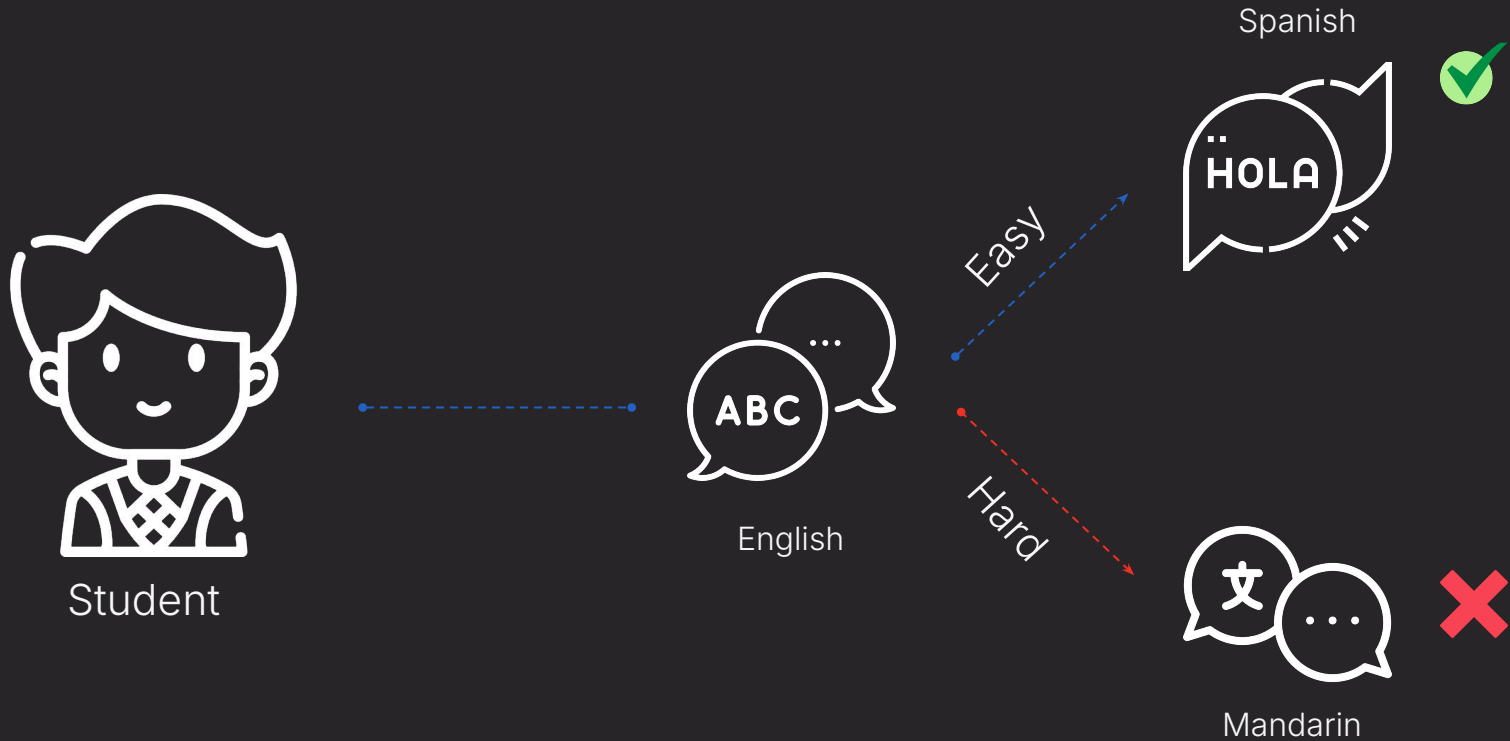 Spanish
HOLA
Easy
ABC
English
Student
Hard
文
Mandarin